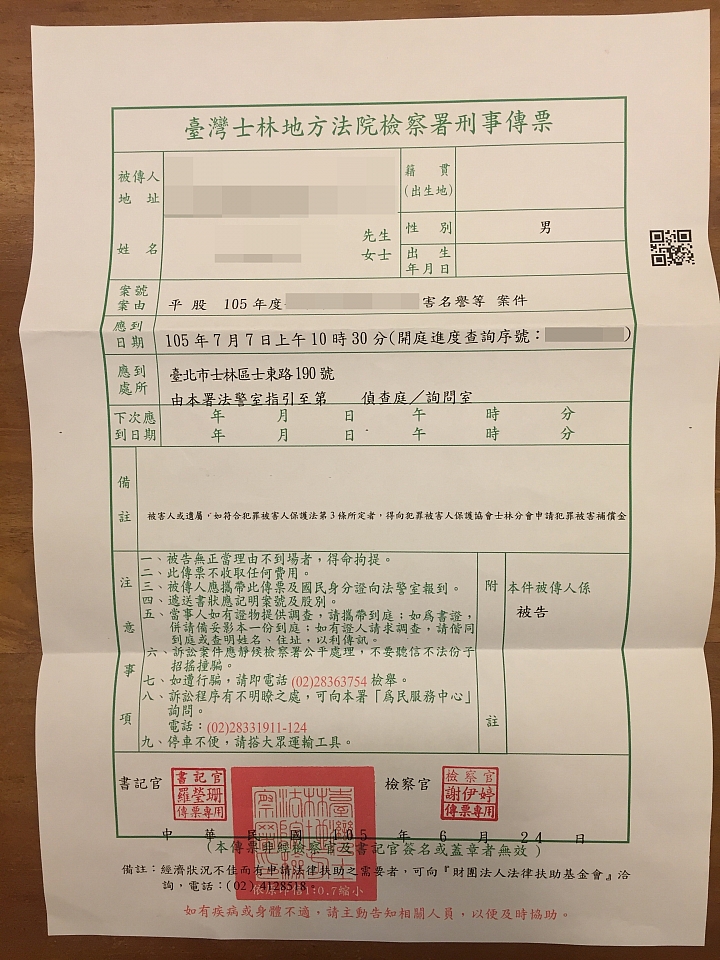 臺灣士林地方法院檢察署刑事傳票
被傳人
地址
籍貫
(出生地)
姓名
先生
女士
性別
男
出生
年月日
案號
案由
平股 105年度
害名譽等 案件
應到
日期
105年7月7日上午10時30分(開庭進度查詢序號: )
應到
處所
臺北市士林區士東路190號
由本署法警室指引至第 偵查庭／詢問室
下次應
到日期
年 月 日 午 時 分
年 月 日 午 時 分
備註
被害人或遺屬,如符合犯罪被害人保護法第3條所定者,得向犯罪被害人保護協會士林分會申請犯罪被害補償金
注意事項
一、被告無正當理由不到場者,得命拘提。
二、此傳票不收取任何費用。
三、被傳人應攜帶此傳票及國民身分證向法警室報到。
四、遞送書狀應記明案號及股別。
五、當事人如有證物提供調查,請攜帶到庭;如為書證,
併請備妥影本一份到庭;如有證人請求調查,請偕同
到庭或查明姓名、住址,以利傳訊。
六、訴訟案件應靜候檢察署公平處理,不要聽信不法份子
招搖撞騙。
七、如遭行騙,請即電話(02)28363754檢舉。
八、訴訟程序有不明瞭之處,可向本署「為民服務中心」
詢問。
電話:(02)28331911-124
九、停車不便,請搭大眾運輸工具。
附註
本件被傳人係
被告
書記官
書記官
羅瑩珊
傳票專用
檢察官
檢察官
謝伊婷
傳票專用
臺灣士林地方法院檢察署印
依原印信10.7縮小
中華民國105年6月24日
(本傳票非經檢察官及書記官簽名或蓋章者無效)
備註:經濟狀況不佳而有申請法律扶助之需要者,可向『財團法人法律扶助基金會』洽
詢,電話:(02)4128518。
如有疾病或身體不適,請主動告知相關人員,以便及時協助。